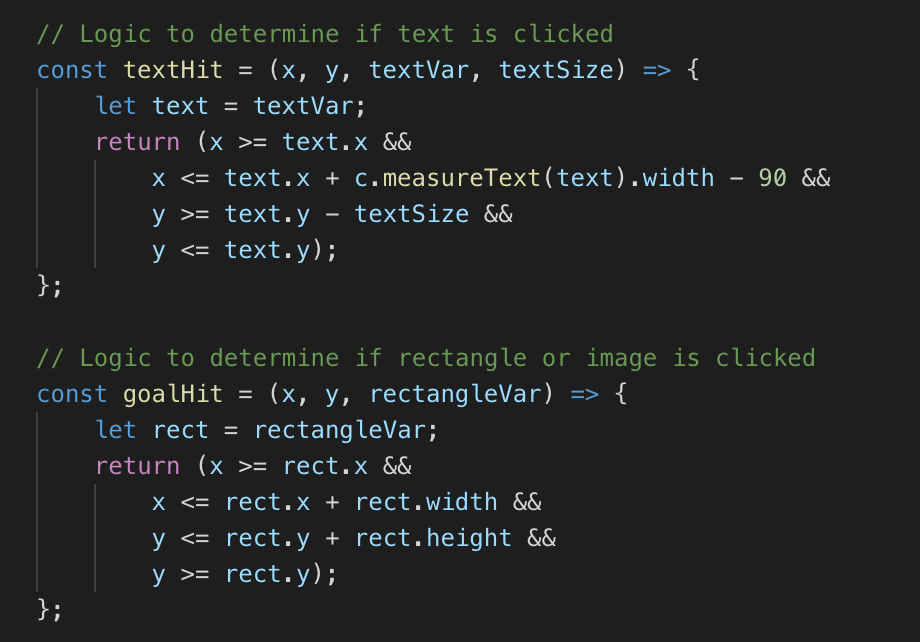 // Logic to determine if text is clicked
const textHit = (x, y, textVar, textSize) => {
    let text = textVar;
    return (x >= text.x &&
        x <= text.x + c.measureText(text).width - 90 &&
        y >= text.y - textSize &&
        y <= text.y);
};

// Logic to determine if rectangle or image is clicked
const goalHit = (x, y, rectangleVar) => {
    let rect = rectangleVar;
    return (x >= rect.x &&
        x <= rect.x + rect.width &&
        y <= rect.y + rect.height &&
        y >= rect.y);
};